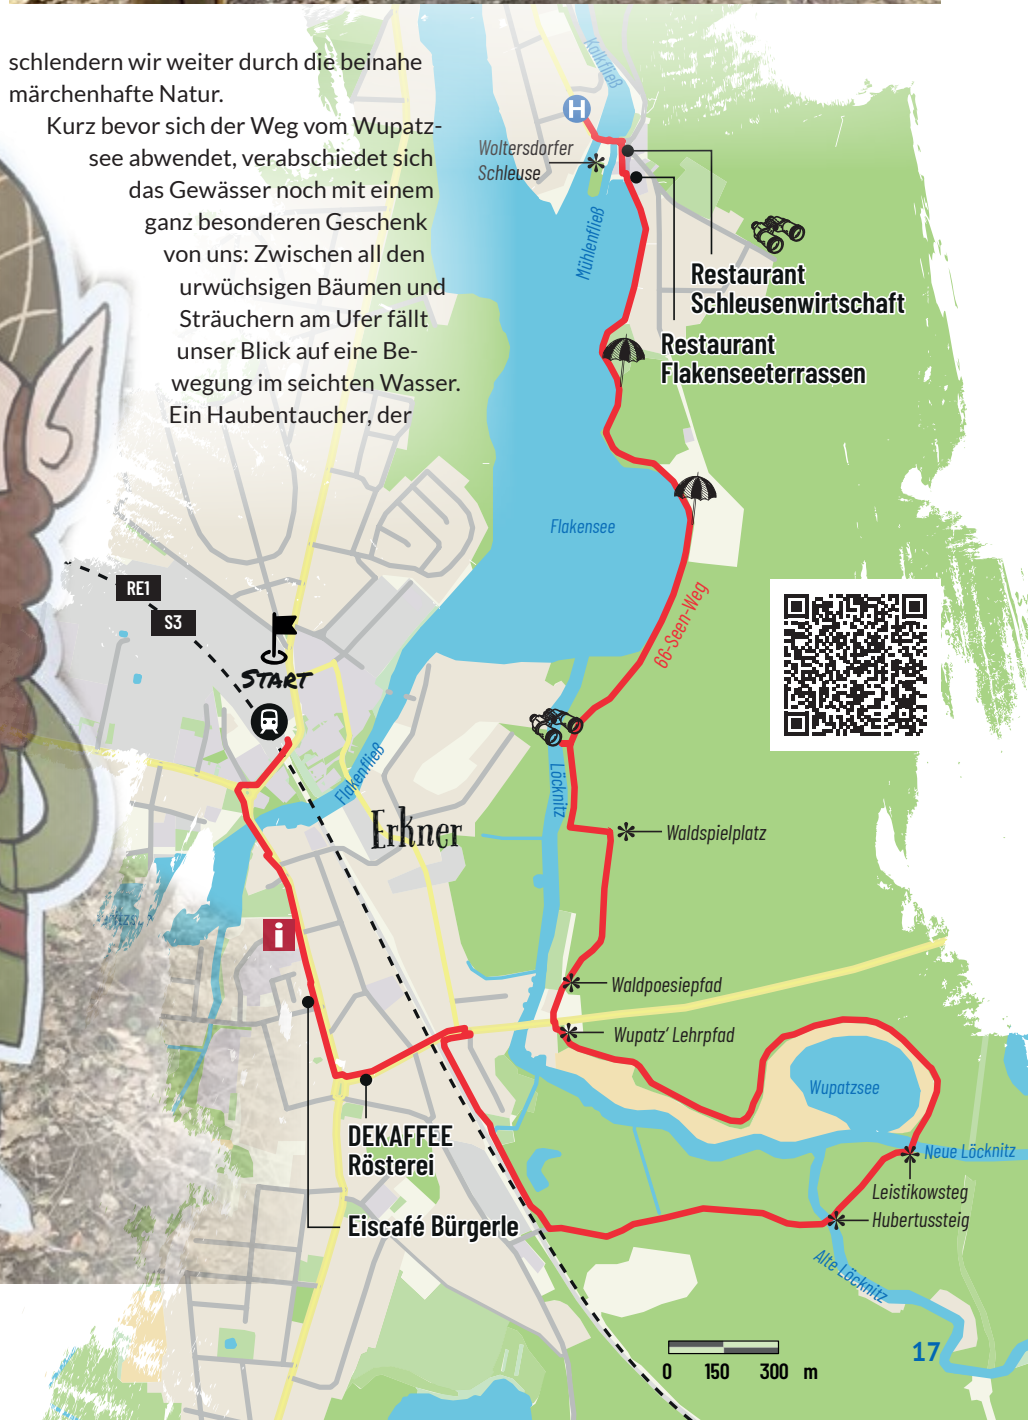 schlendern wir weiter durch die beinahe
märchenhafte Natur.
Kurz bevor sich der Weg vom Wupatz-
see abwendet, verabschiedet sich
das Gewässer noch mit einem
ganz besonderen Geschenk
von uns: Zwischen all den
urwüchsigen Bäumen und
Sträuchern am Ufer fällt
unser Blick auf eine Be-
wegung im seichten Wasser.
Ein Haubentaucher, der
Kalkfließ
H
Woltersdorfer
Schleuse
Mühlenfließ
Restaurant
Schleusenwirtschaft
Restaurant
Flakenseeterrassen
Flakensee
66-Seen-Weg
RE1
S3
START
Flakenfließ
Erkner
Löcknitz
Waldspielplatz
i
Waldpoesiepfad
Wupatz' Lehrpfad
Wupatzsee
DEKAFFEE
Rösterei
Eiscafé Bürgerle
Neue Löcknitz
Leistikowsteg
Hubertussteig
Alte Löcknitz
0 150 300 m
17